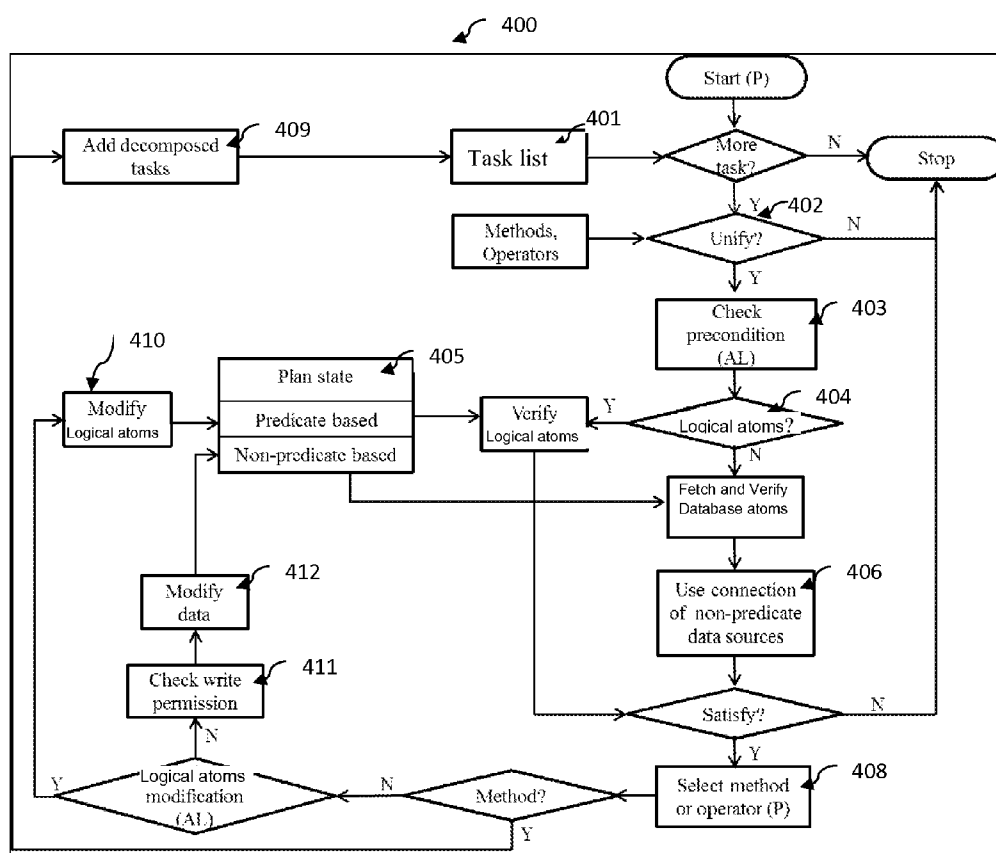 400
Start (P)
Add decomposed
tasks
409
Task list
401
More
task?
N
Stop
Y
402
Methods,
Operators
Unify?
N
Y
Check
precondition
(AL)
403
410
Modify
Logical atoms
Plan state
405
Predicate based
Non-predicate based
Verify
Logical atoms
Y
Logical atoms?
404
N
Fetch and Verify
Database atoms
Modify
data
412
Use connection
of non-predicate
data sources
406
Check write
permission
411
Satisfy?
N
N
Y
Y
Logical atoms
modification
(AL)
N
Method?
Y
Select method
or operator (P)
408